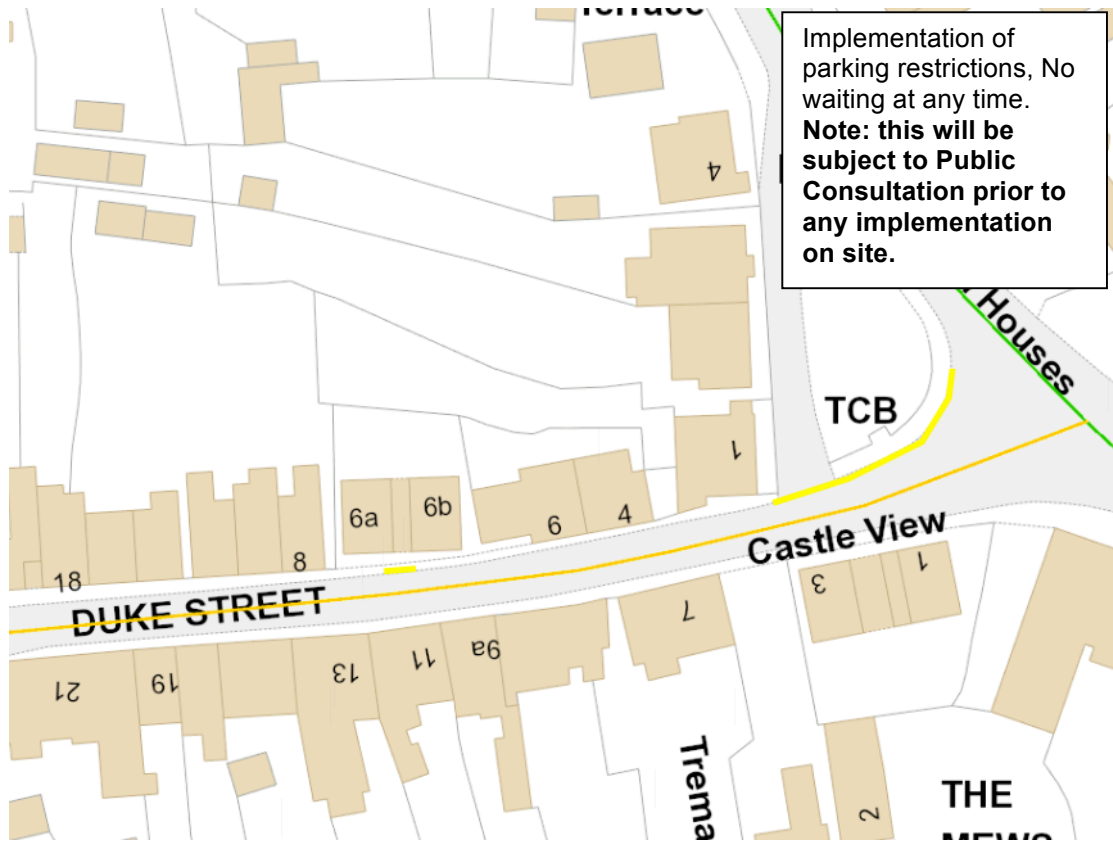 Terrace
Implementation of
parking restrictions, No
waiting at any time.
Note: this will be
subject to Public
Consultation prior to
any implementation
on site.
4
Houses
TCB
1
6a
6b
6
4
8
18
Castle View
DUKE STREET
3
1
7
9a
11
13
19
21
2
THE
MEWS